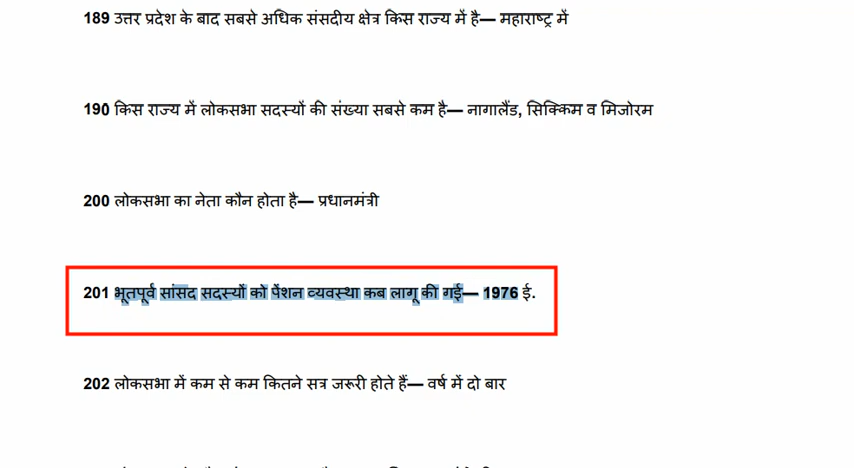 189 उत्तर प्रदेश के बाद सबसे अधिक संसदीय क्षेत्र किस राज्य में है— महाराष्ट्र में
190 किस राज्य में लोकसभा सदस्यों की संख्या सबसे कम है— नागालैंड, सिक्किम व मिजोरम
200 लोकसभा का नेता कौन होता है— प्रधानमंत्री
201 भूतपूर्व सांसद सदस्यों को पेंशन व्यवस्था कब लागू की गई— 1976 ई.
202 लोकसभा में कम से कम कितने सत्र जरूरी होते हैं— वर्ष में दो बार